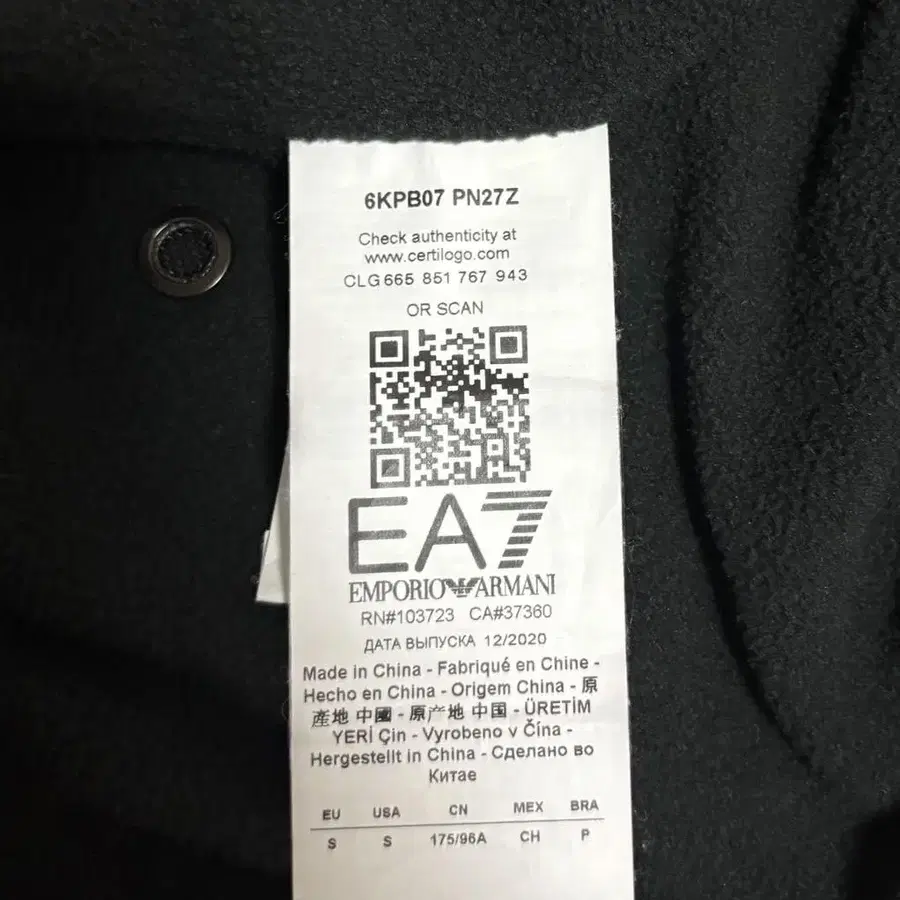 6KPB07 PN27Z
Check authenticity at
www.certilogo.com
CLG 665 851 767 943
OR SCAN
EA7
EMPORIO ARMANI
RN#103723 CA#37360
ДАТА ВЫПУСКА 12/2020
Made in China - Fabriqué en Chine -
Hecho en China - Origem China - 原
產地 中國 - 原产地 中国 - ÜRETİM
YERİ Çin - Vyrobeno v Čína -
Hergestellt in China - Сделано во
Китае
EU USA CN MEX BRA
S S 175/96A CH P